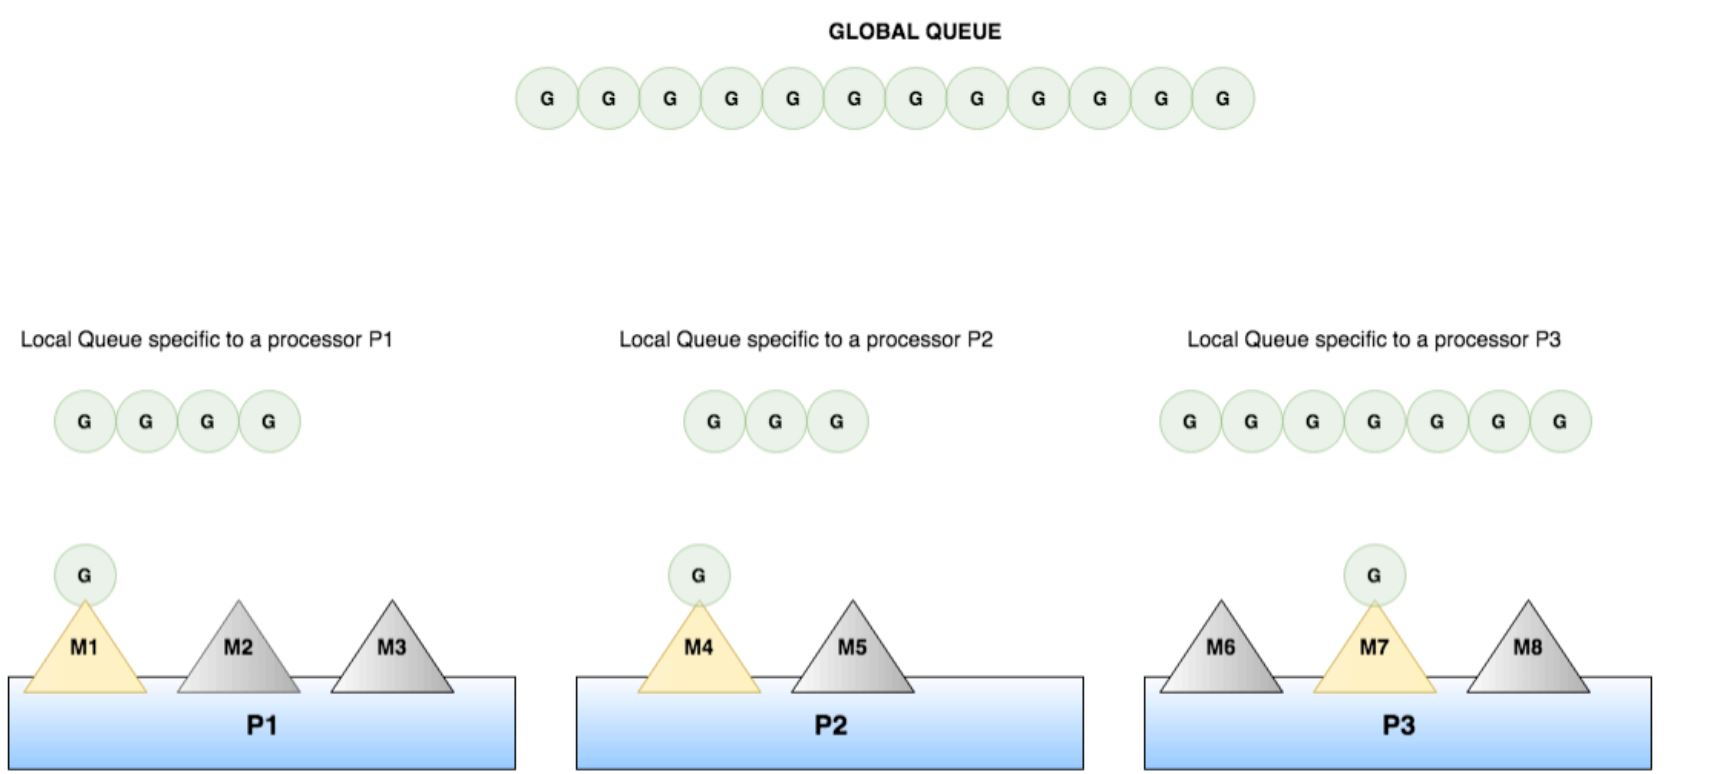 GLOBAL QUEUE
G G G G G G G G G G G G
Local Queue specific to a processor P1
Local Queue specific to a processor P2
Local Queue specific to a processor P3
G G G G
G G G
G G G G G G G
G
G
G
M1 M2 M3
M4 M5
M6 M7 M8
P1
P2
P3